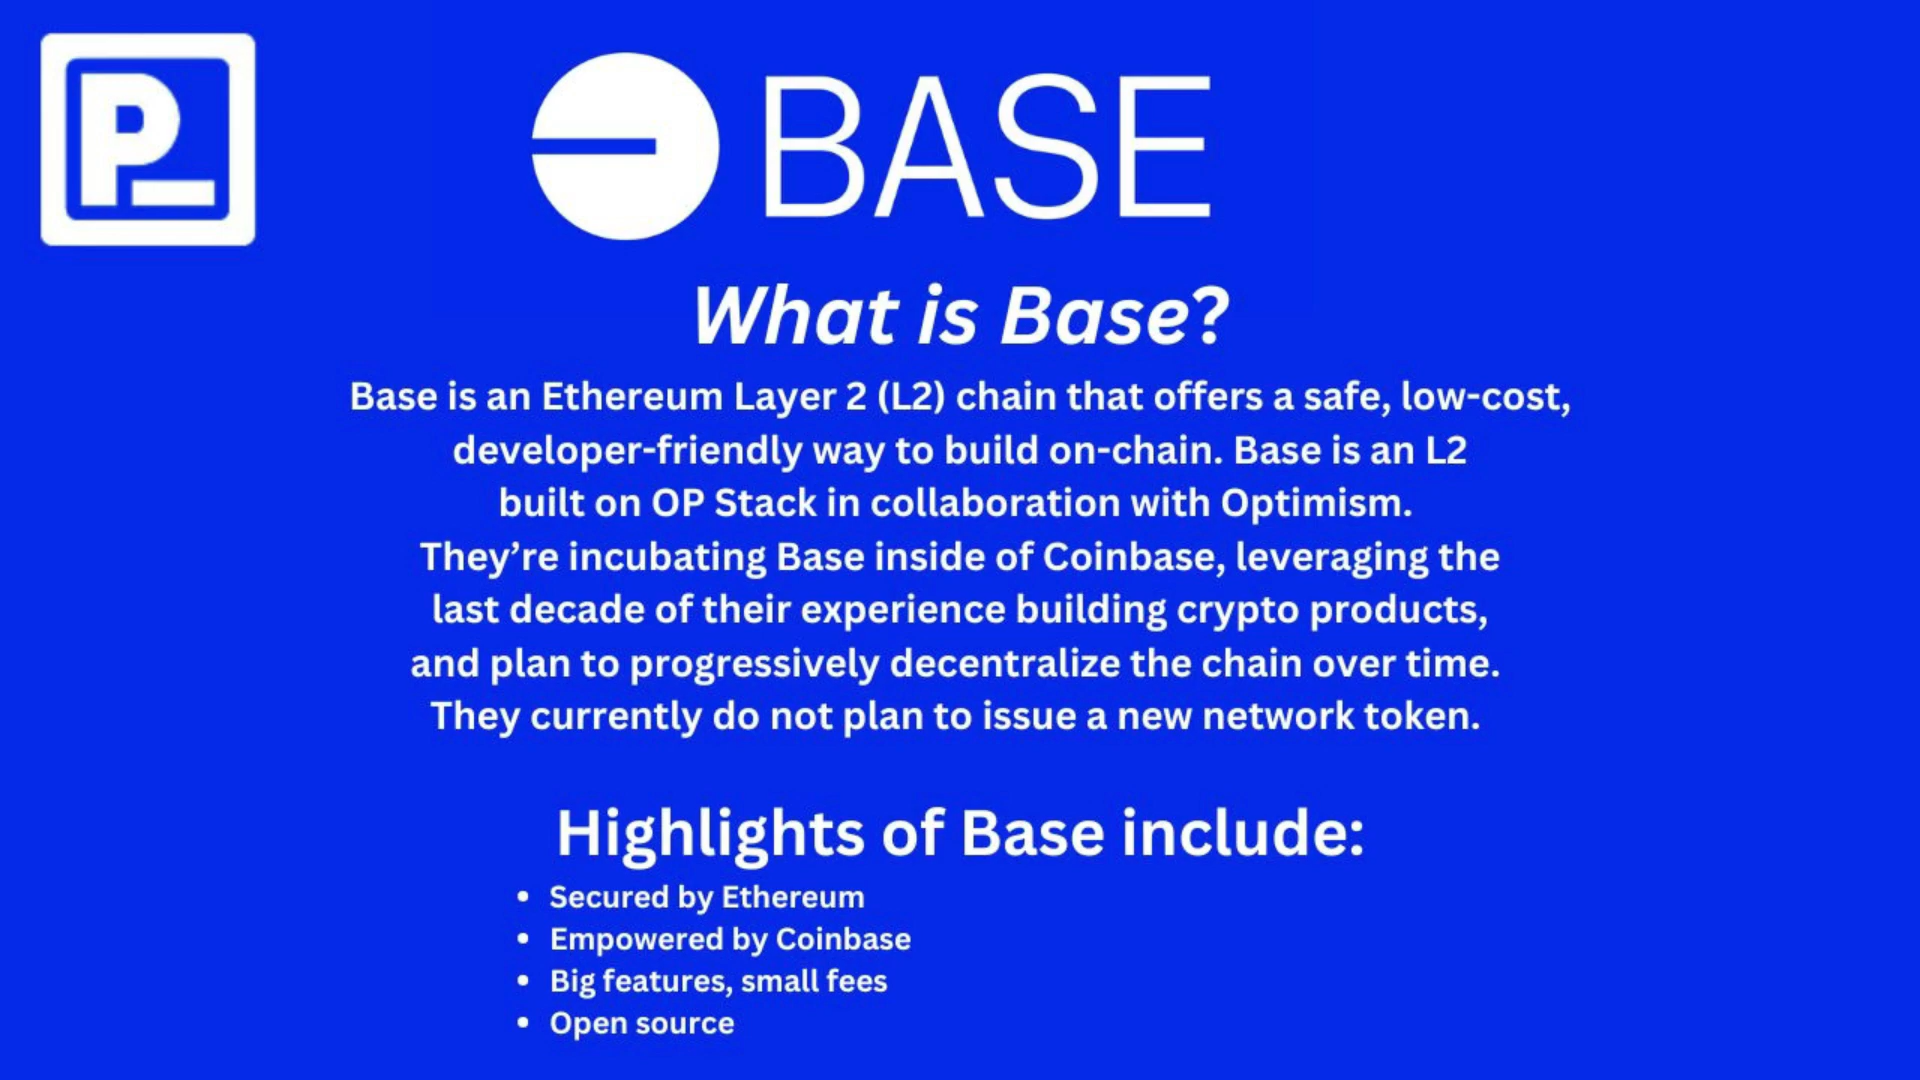 P_
BASE
What is Base?
Base is an Ethereum Layer 2 (L2) chain that offers a safe, low-cost,
developer-friendly way to build on-chain. Base is an L2
built on OP Stack in collaboration with Optimism.
They’re incubating Base inside of Coinbase, leveraging the
last decade of their experience building crypto products,
and plan to progressively decentralize the chain over time.
They currently do not plan to issue a new network token.
Highlights of Base include:
• Secured by Ethereum
• Empowered by Coinbase
• Big features, small fees
• Open source